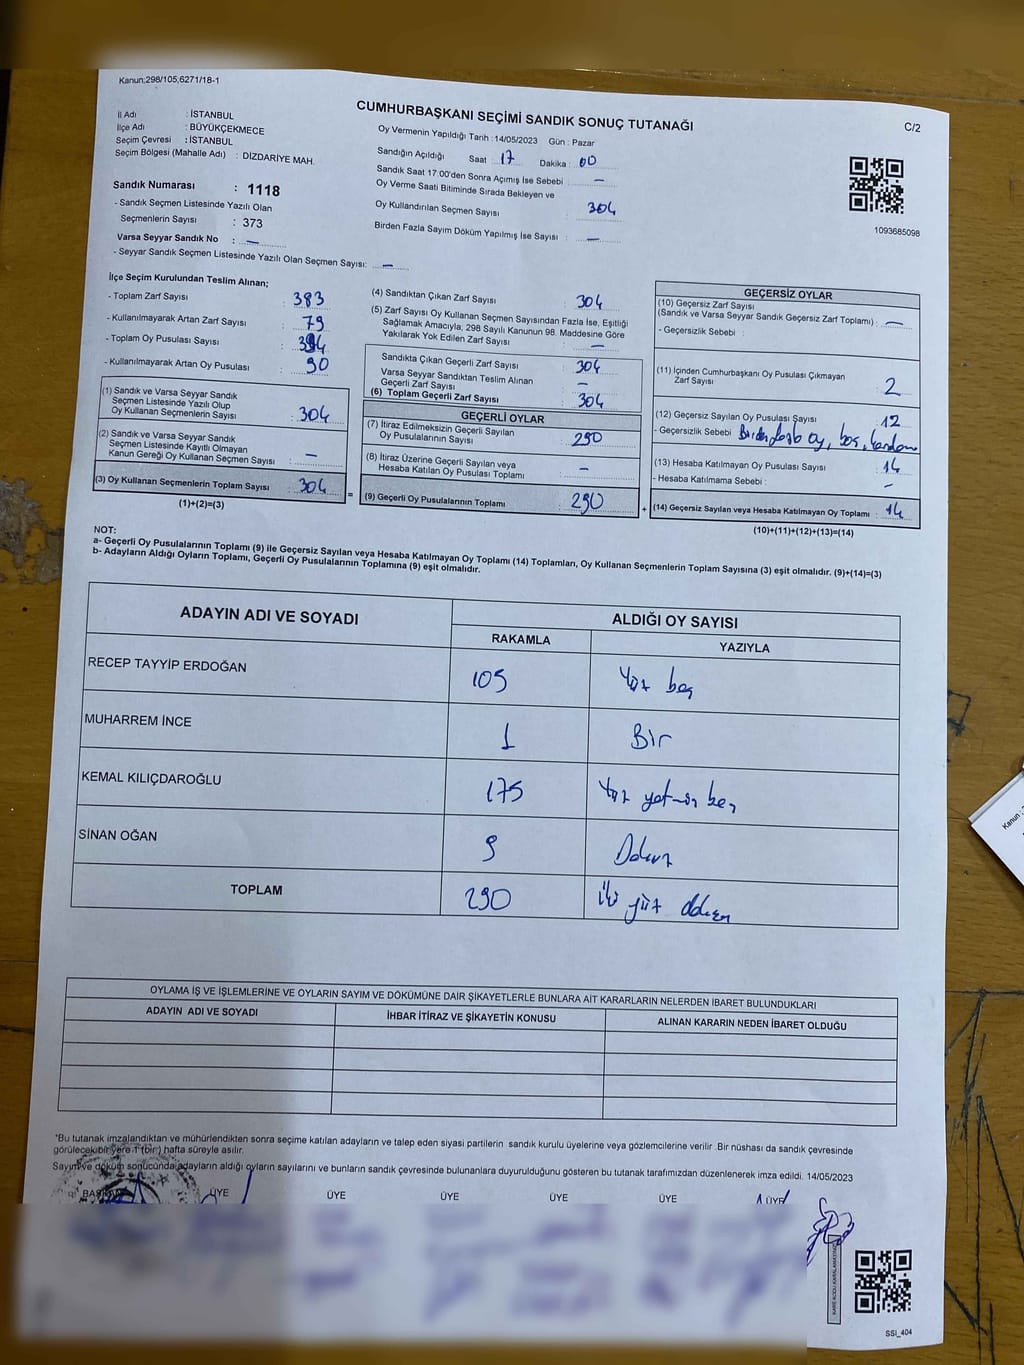 Kanun;298/105,6271/18-1
CUMHURBAŞKANI SEÇİMİ SANDIK SONUÇ TUTANAĞI
C/2
İl Adı : İSTANBUL
İlçe Adı : BÜYÜKÇEKMECE
Seçim Çevresi : İSTANBUL
Seçim Bölgesi (Mahalle Adı) : DİZDARİYE MAH.
Oy Vermenin Yapıldığı Tarih :14/05/2023 Gün : Pazar
Sandığın Açıldığı Saat 17 Dakika : 00
Sandık Saat 17.00'den Sonra Açımış İse Sebebi : —
Oy Verme Saati Bitiminde Sırada Bekleyen ve
Oy Kullandırılan Seçmen Sayısı : 304
Birden Fazla Sayım Döküm Yapılmış İse Sayısı : —
1093685098
Sandık Numarası : 1118
- Sandık Seçmen Listesinde Yazılı Olan
Seçmenlerin Sayısı : 373
Varsa Seyyar Sandık No : —
- Seyyar Sandık Seçmen Listesinde Yazılı Olan Seçmen Sayısı: —
İlçe Seçim Kurulundan Teslim Alınan;
- Toplam Zarf Sayısı : 383
- Kullanılmayarak Artan Zarf Sayısı : 79
- Toplam Oy Pusulası Sayısı :
- Kullanılmayarak Artan Oy Pusulası : 90
(1) Sandık ve Varsa Seyyar Sandık
Seçmen Listesinde Yazılı Olup
Oy Kullanan Seçmenlerin Sayısı : 304
(2) Sandık ve Varsa Seyyar Sandık
Seçmen Listesinde Kayıtlı Olmayan
Kanun Gereği Oy Kullanan Seçmen Sayısı : —
(3) Oy Kullanan Seçmenlerin Toplam Sayısı : 304
(1)+(2)=(3)
=
(4) Sandıktan Çıkan Zarf Sayısı : 304
(5) Zarf Sayısı Oy Kullanan Seçmen Sayısından Fazla İse, Eşitliği
Sağlamak Amacıyla, 298 Sayılı Kanunun 98. Maddesine Göre
Yakılarak Yok Edilen Zarf Sayısı : —
Sandıkta Çıkan Geçerli Zarf Sayısı : 304
Varsa Seyyar Sandıktan Teslim Alınan
Geçerli Zarf Sayısı : —
(6) Toplam Geçerli Zarf Sayısı : 304
GEÇERLİ OYLAR
(7) İtiraz Edilmeksizin Geçerli Sayılan
Oy Pusulalarının Sayısı : 290
(8) İtiraz Üzerine Geçerli Sayılan veya
Hesaba Katılan Oy Pusulası Toplamı : —
(9) Geçerli Oy Pusulalarının Toplamı : 290
+
GEÇERSİZ OYLAR
(10) Geçersiz Zarf Sayısı
(Sandık ve Varsa Seyyar Sandık Geçersiz Zarf Toplamı) : —
- Geçersizlik Sebebi :
(11) İçinden Cumhurbaşkanı Oy Pusulası Çıkmayan
Zarf Sayısı : 2
(12) Geçersiz Sayılan Oy Pusulası Sayısı : 12
- Geçersizlik Sebebi : Birden fazla oy, boş,
(13) Hesaba Katılmayan Oy Pusulası Sayısı : 14
- Hesaba Katılmama Sebebi : —
(14) Geçersiz Sayılan veya Hesaba Katılmayan Oy Toplamı : 14
(10)+(11)+(12)+(13)=(14)
NOT:
a- Geçerli Oy Pusulalarının Toplamı (9) ile Geçersiz Sayılan veya Hesaba Katılmayan Oy Toplamı (14) Toplamları, Oy Kullanan Seçmenlerin Toplam Sayısına (3) eşit olmalıdır. (9)+(14)=(3)
b- Adayların Aldığı Oyların Toplamı, Geçerli Oy Pusulalarının Toplamına (9) eşit olmalıdır.
ADAYIN ADI VE SOYADI
ALDIĞI OY SAYISI
RAKAMLA YAZIYLA
RECEP TAYYİP ERDOĞAN 105 Yüz beş
MUHARREM İNCE 1 Bir
KEMAL KILIÇDAROĞLU 175 Yüz yetmiş beş
SİNAN OĞAN 9 Dokuz
TOPLAM 290 İki yüz doksan
OYLAMA İŞ VE İŞLEMLERİNE VE OYLARIN SAYIM VE DÖKÜMÜNE DAİR ŞİKAYETLERLE BUNLARA AİT KARARLARIN NELERDEN İBARET BULUNDUKLARI
ADAYIN ADI VE SOYADI İHBAR İTİRAZ VE ŞİKAYETİN KONUSU ALINAN KARARIN NEDEN İBARET OLDUĞU
*Bu tutanak imzalandıktan ve mühürlendikten sonra seçime katılan adayların ve talep eden siyasi partilerin sandık kurulu üyelerine veya gözlemcilerine verilir .Bir nüshası da sandık çevresinde
görülecek bir yere 1 (bir) hafta süreyle asılır.
Sayım ve döküm sonucunda adayların aldığı oyların sayılarını ve bunların sandık çevresinde bulunanlara duyurulduğunu gösteren bu tutanak tarafımızdan düzenlenerek imza edildi. 14/05/2023
BAŞKAN ÜYE ÜYE ÜYE ÜYE ÜYE ÜYE
KARE KODU KARALAMAYINIZ
SSI_404
Kanun